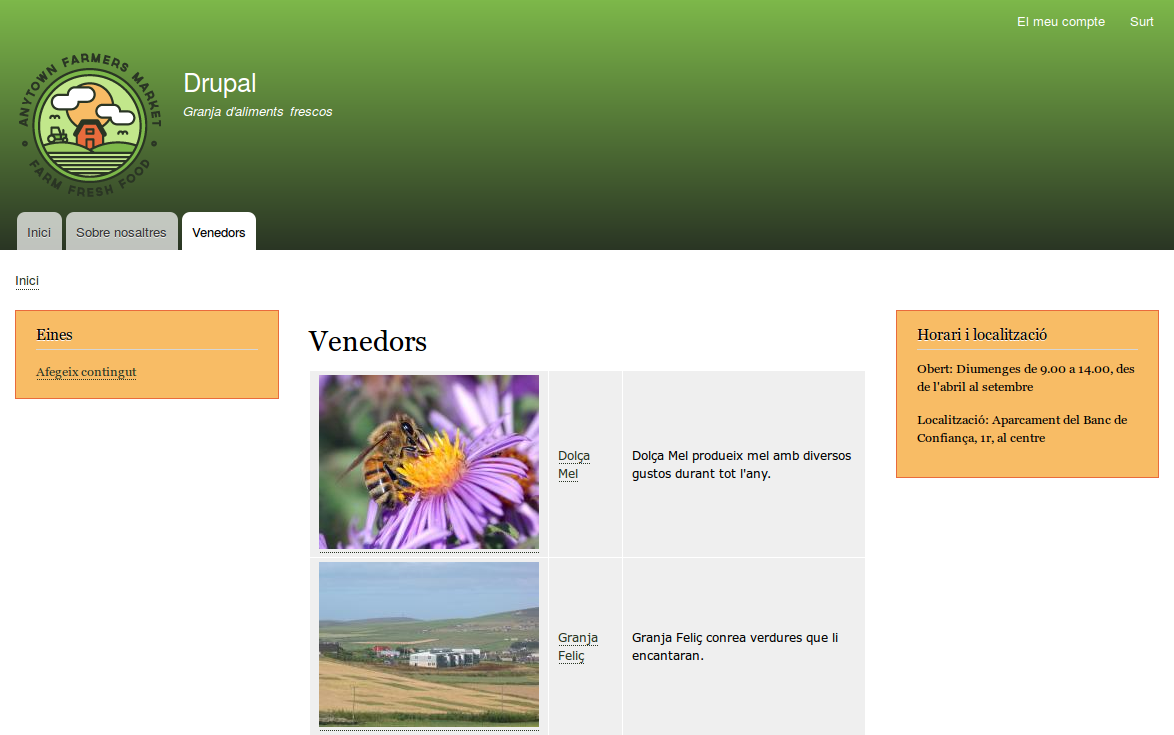 El meu compte Surt
ANYTOWN FARMERS MARKET
FARM FRESH FOOD
Drupal
Granja d'aliments frescos
Inici Sobre nosaltres Venedors
Inici
Eines
Afegeix contingut
Venedors
Dolça
Mel
Dolça Mel produeix mel amb diversos
gustos durant tot l'any.
Granja
Feliç
Granja Feliç conrea verdures que li
encantaran.
Horari i localització
Obert: Diumenges de 9.00 a 14.00, des
de l'abril al setembre
Localització: Aparcament del Banc de
Confiança, 1r, al centre